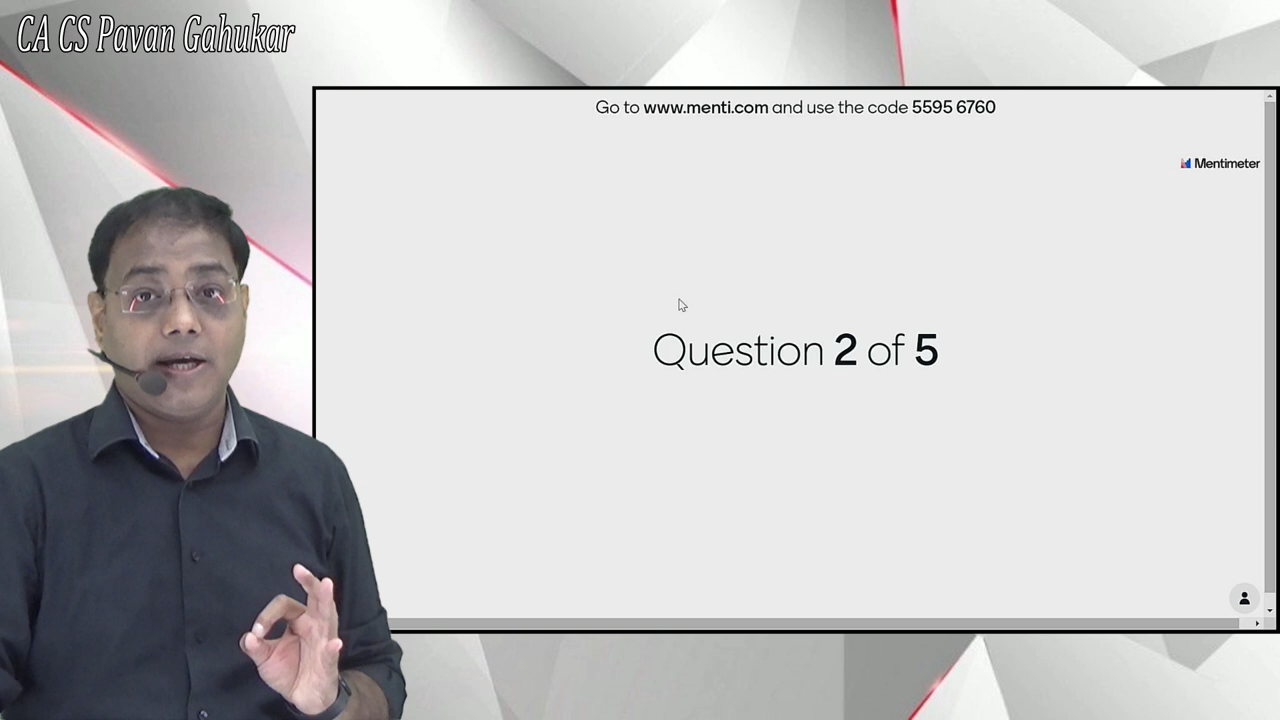 CA CS Pavan Gahukar
Go to www.menti.com and use the code 5595 6760
Mentimeter
Question 2 of 5